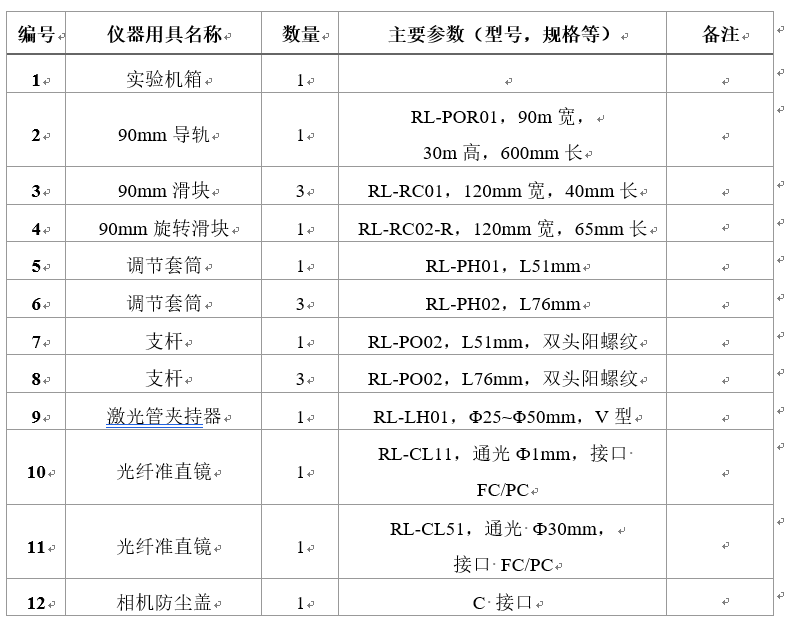 编号 仪器用具名称 数量 主要参数（型号，规格等） 备注
1 实验机箱 1
2 90mm 导轨 1 RL-POR01，90m 宽，
30m 高，600mm 长
3 90mm 滑块 3 RL-RC01，120mm 宽，40mm 长
4 90mm 旋转滑块 1 RL-RC02-R，120mm 宽，65mm 长
5 调节套筒 1 RL-PH01，L51mm
6 调节套筒 3 RL-PH02，L76mm
7 支杆 1 RL-PO02，L51mm，双头阳螺纹
8 支杆 3 RL-PO02，L76mm，双头阳螺纹
9 激光管夹持器 1 RL-LH01，Φ25~Φ50mm，V 型
10 光纤准直镜 1 RL-CL11，通光 Φ1mm，接口
FC/PC
11 光纤准直镜 1 RL-CL51，通光 Φ30mm，
接口 FC/PC
12 相机防尘盖 1 C 接口